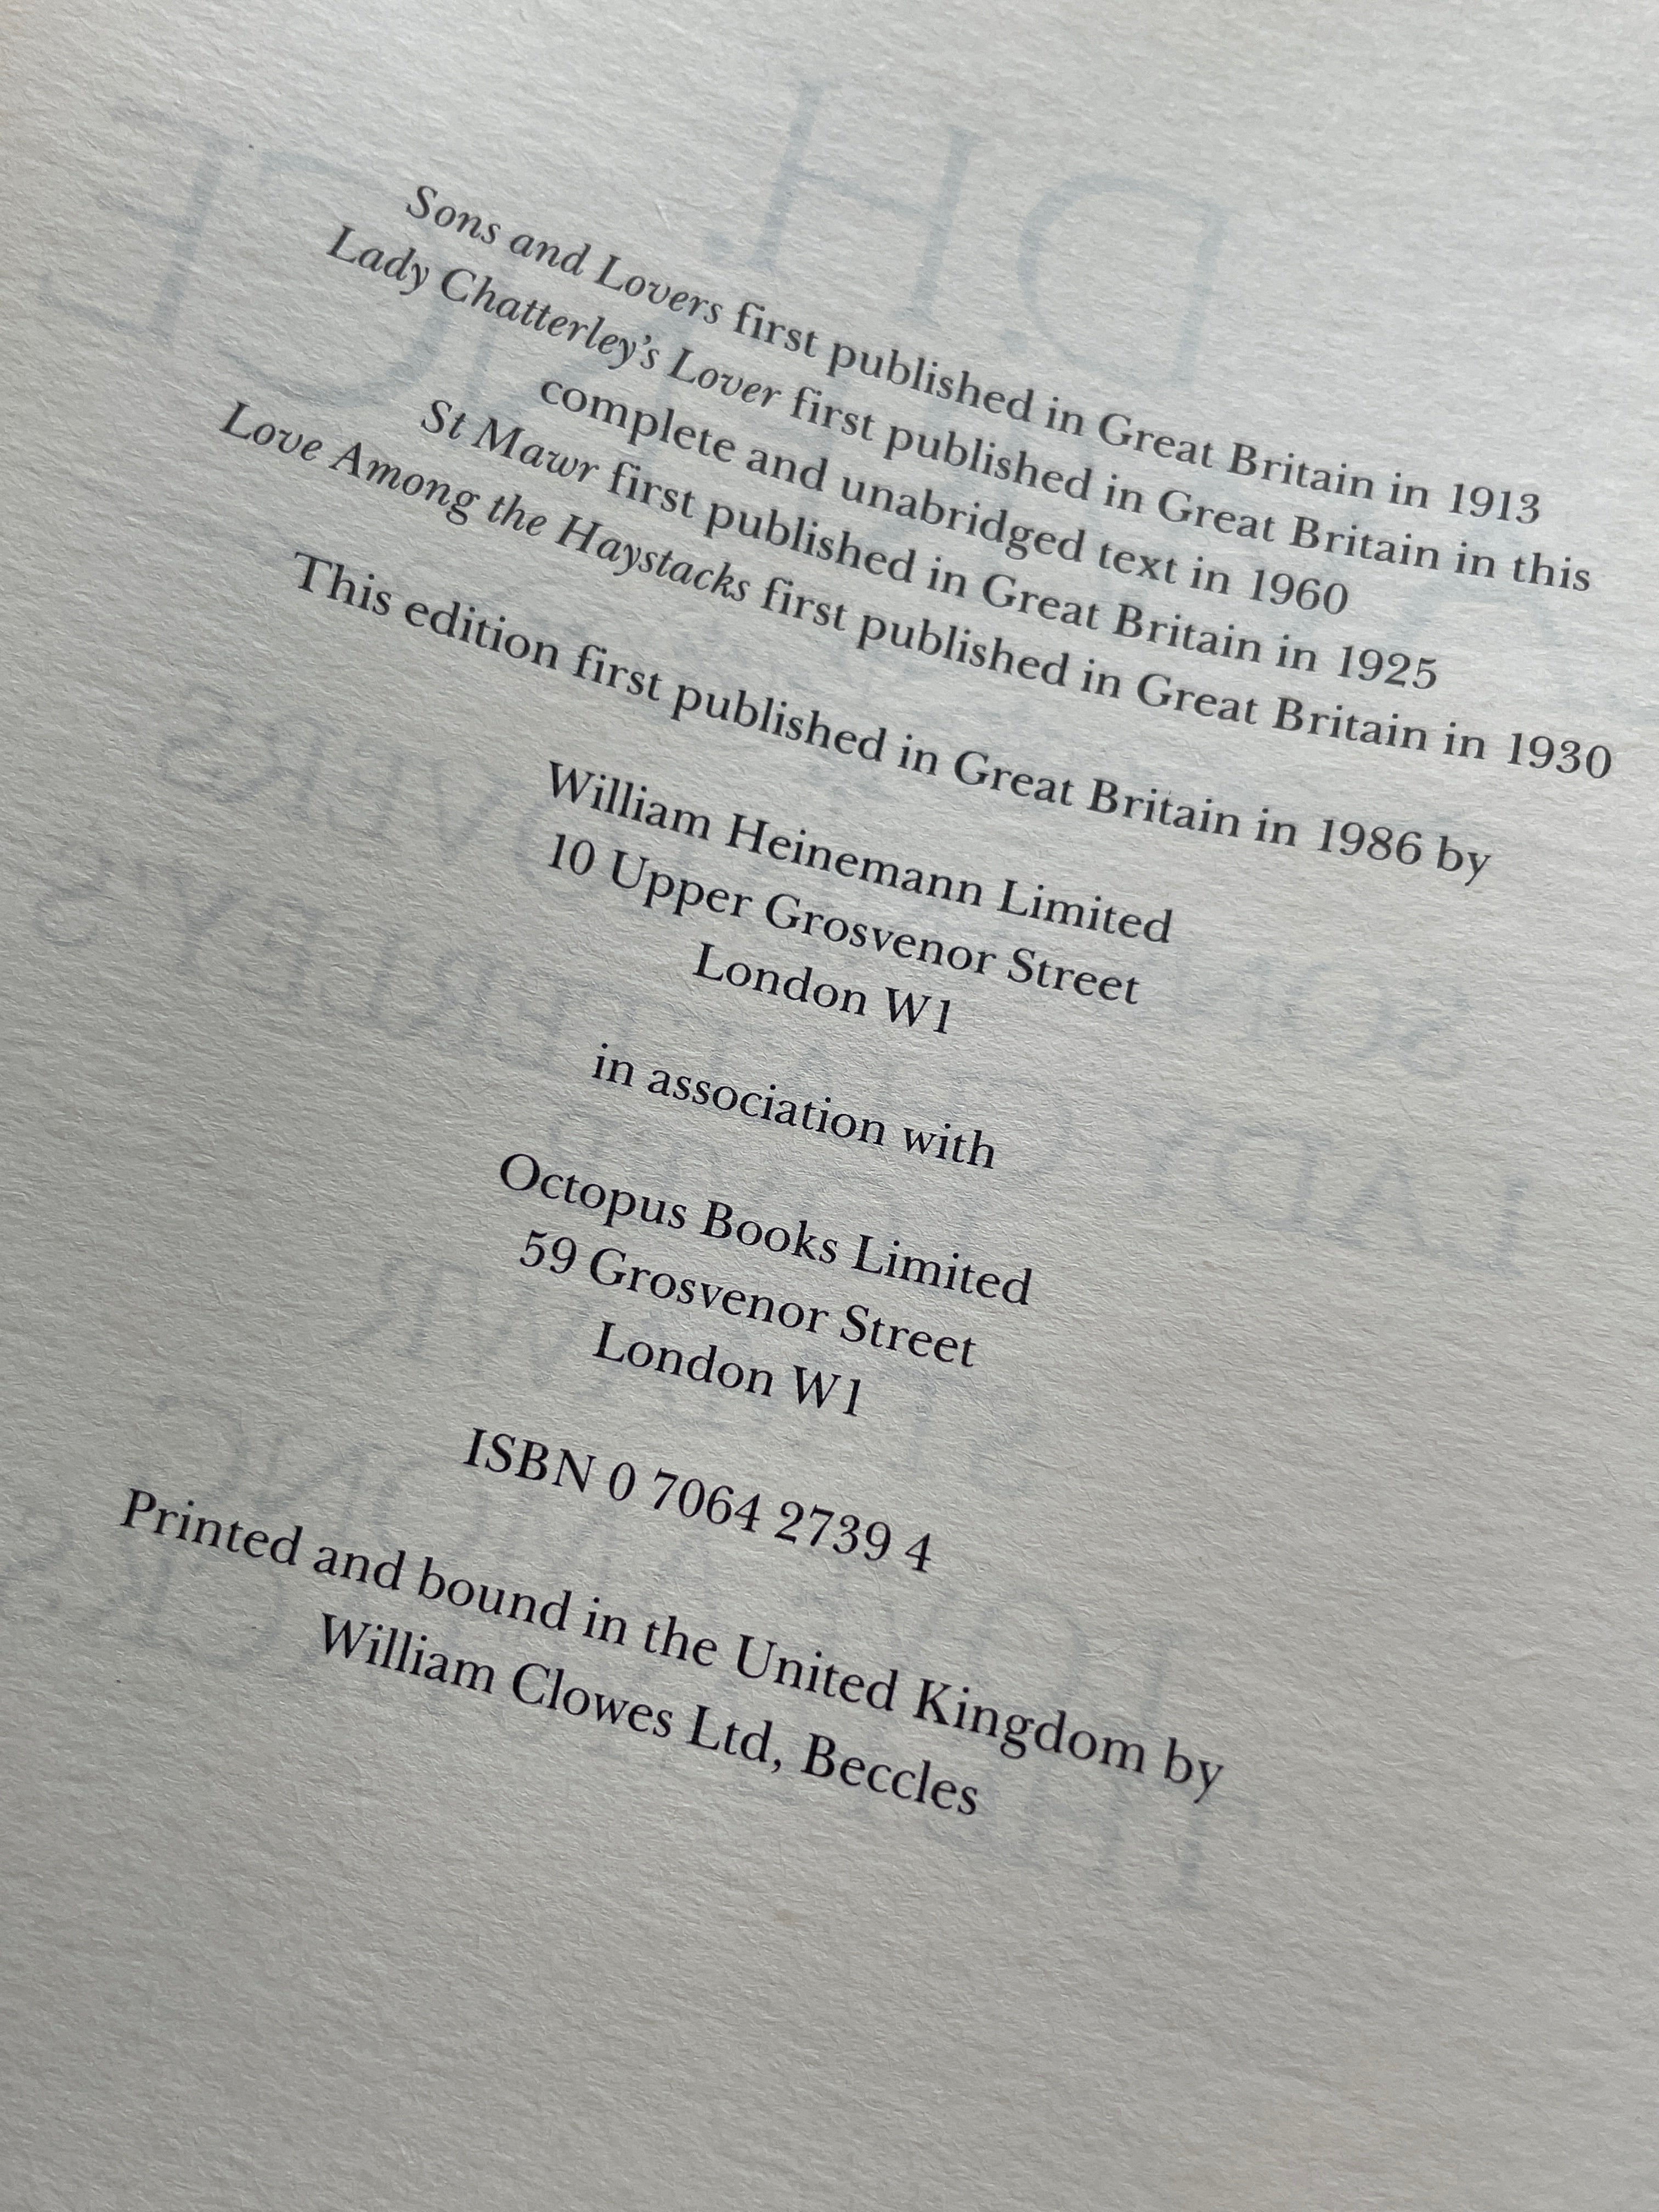 Sons and Lovers first published in Great Britain in 1913
Lady Chatterley's Lover first published in Great Britain in this
complete and unabridged text in 1960
St Mawr first published in Great Britain in 1925
Love Among the Haystacks first published in Great Britain in 1930
This edition first published in Great Britain in 1986 by
William Heinemann Limited
10 Upper Grosvenor Street
London W1
in association with
Octopus Books Limited
59 Grosvenor Street
London W1
ISBN 0 7064 2739 4
Printed and bound in the United Kingdom by
William Clowes Ltd, Beccles